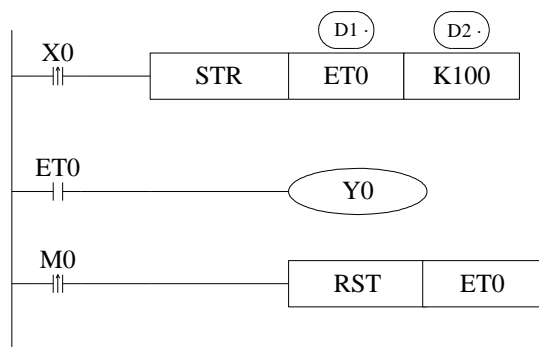 D1 · D2 ·
X0
STR ET0 K100
ET0
Y0
M0
RST ET0